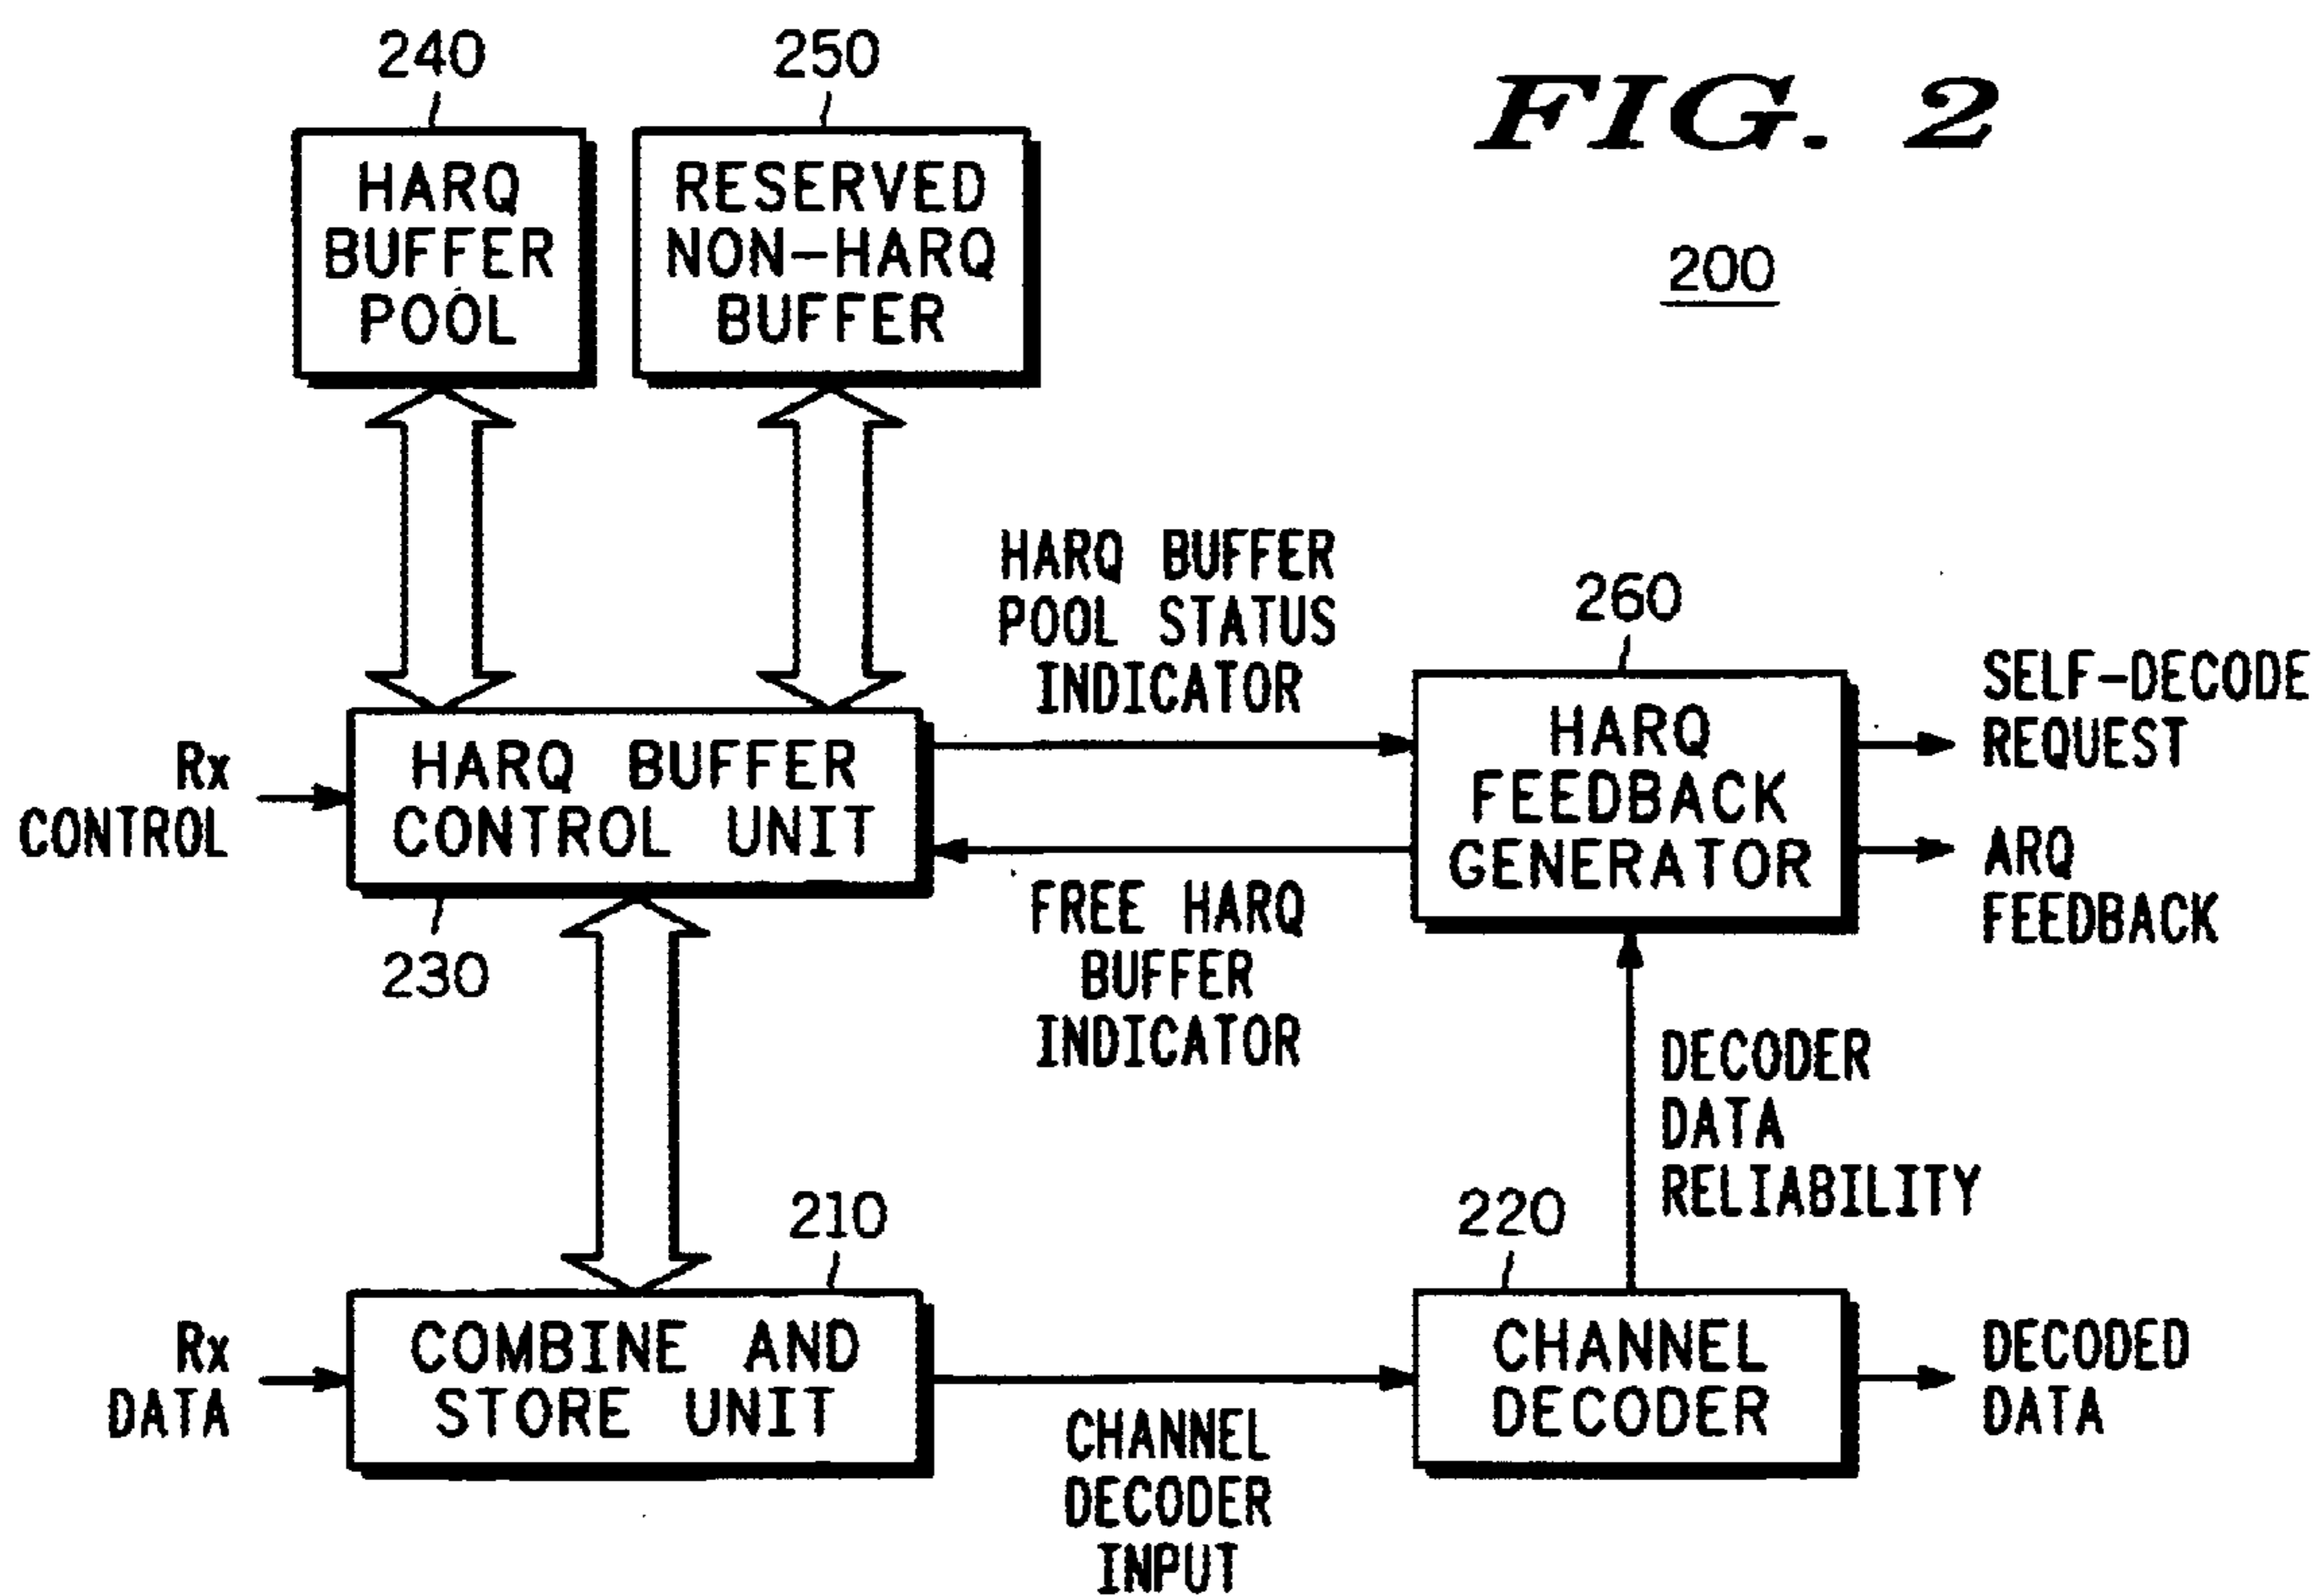 240
250
FIG. 2
200
HARQ
BUFFER
POOL
RESERVED
NON-HARQ
BUFFER
HARQ BUFFER
POOL STATUS
INDICATOR
260
SELF-DECODE
REQUEST
Rx
CONTROL
HARQ BUFFER
CONTROL UNIT
HARQ
FEEDBACK
GENERATOR
ARQ
FEEDBACK
230
FREE HARQ
BUFFER
INDICATOR
DECODER
DATA
RELIABILITY
210
220
Rx
DATA
COMBINE AND
STORE UNIT
CHANNEL
DECODER
INPUT
CHANNEL
DECODER
DECODED
DATA